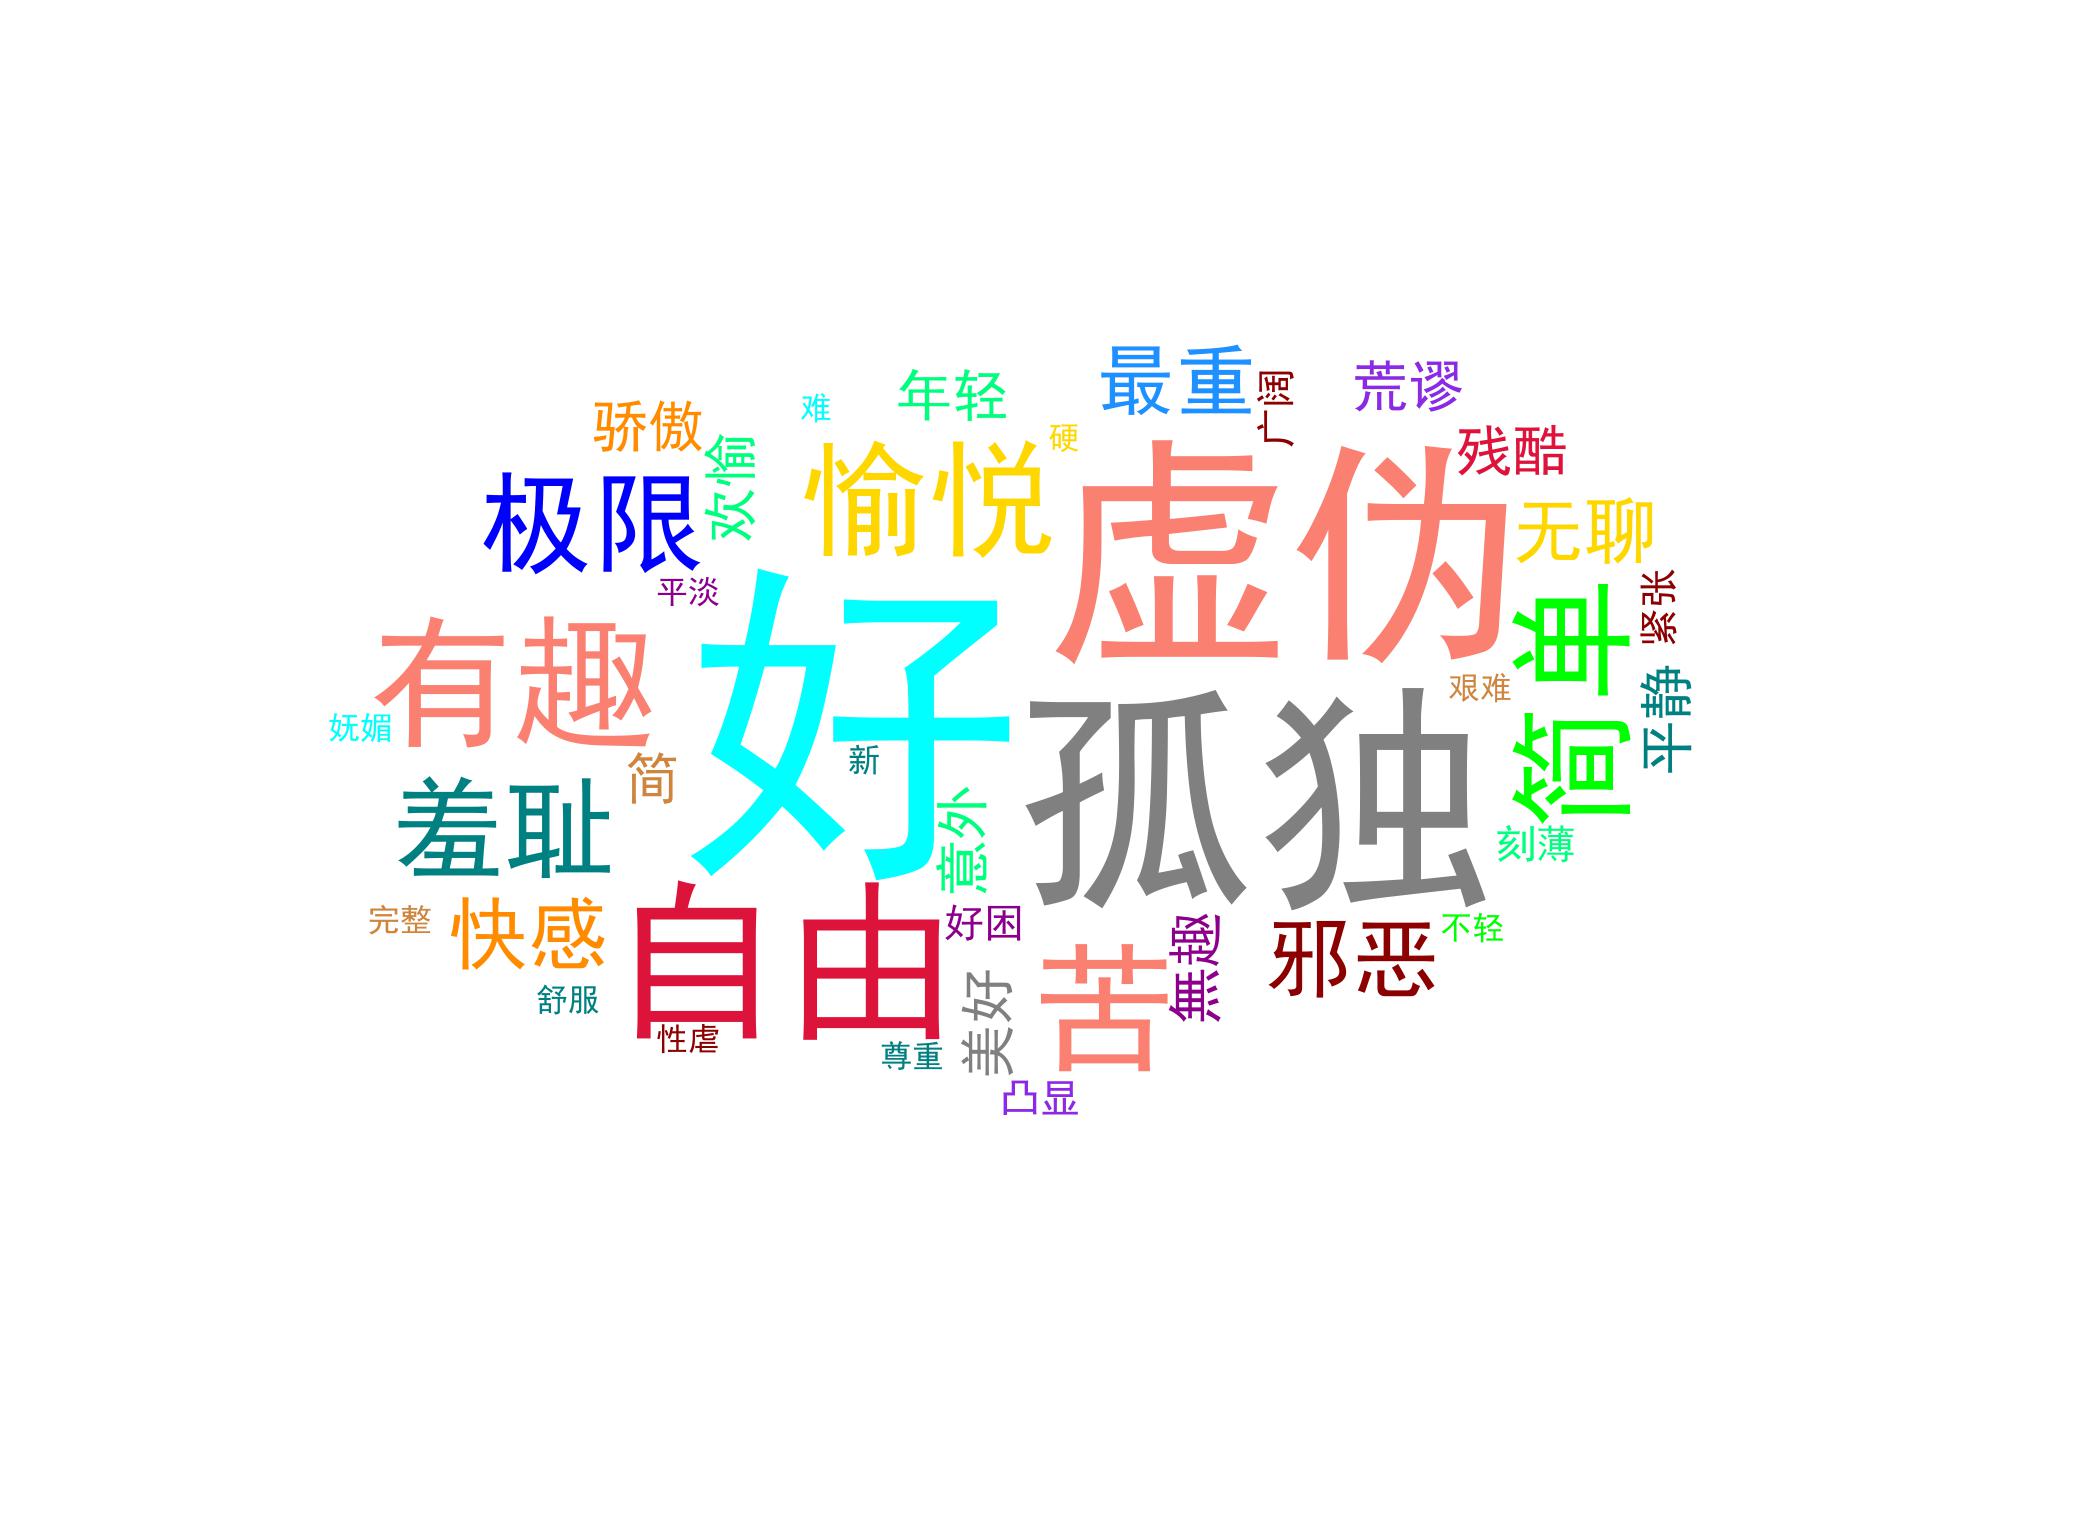 最重
荒谬
年轻
广阔
难
骄傲
硬
残酷
欢愉
愉悦
虚伪
极限
无聊
平淡
紧张
好
有趣
简单
艰难
平静
妩媚
孤独
新
简
羞耻
意外
刻薄
完整
快感
自由
好困
邪恶
不轻
無趣
苦
舒服
美好
性虐
尊重
凸显